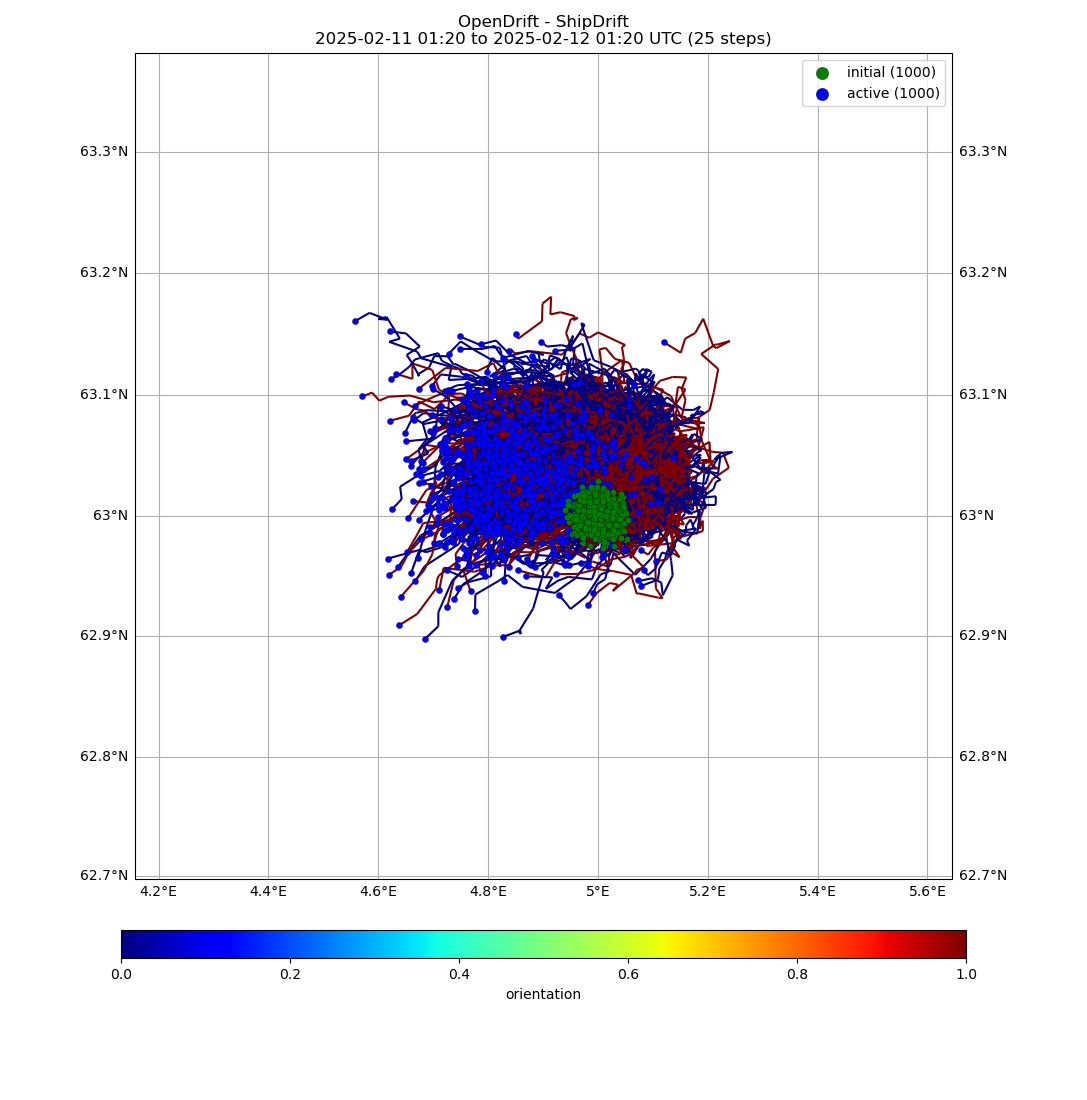 OpenDrift - ShipDrift
2025-02-11 01:20 to 2025-02-12 01:20 UTC (25 steps)
initial (1000)
active (1000)
63.3°N 63.3°N
63.2°N 63.2°N
63.1°N 63.1°N
63°N 63°N
62.9°N 62.9°N
62.8°N 62.8°N
62.7°N 62.7°N
4.2°E 4.4°E 4.6°E 4.8°E 5°E 5.2°E 5.4°E 5.6°E
0.0 0.2 0.4 0.6 0.8 1.0
orientation